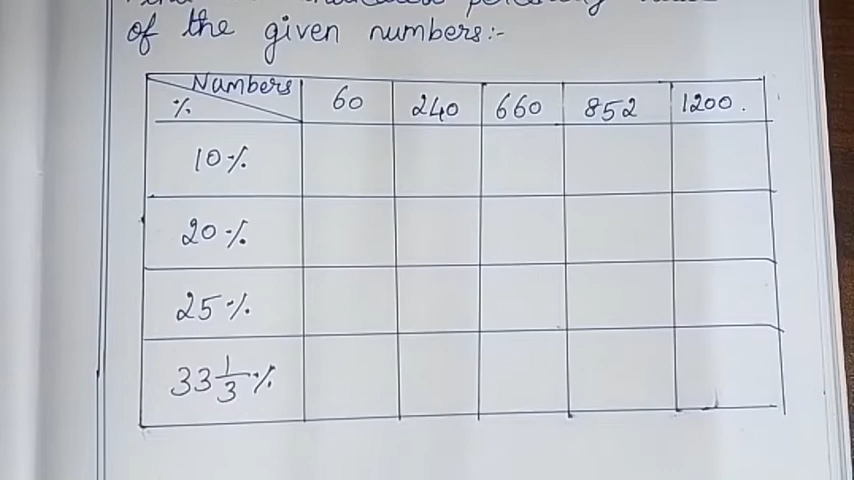 of the given numbers:-
Numbers
%
60 240 660 852 1200.
10%
20%
25%
33 1/3 %